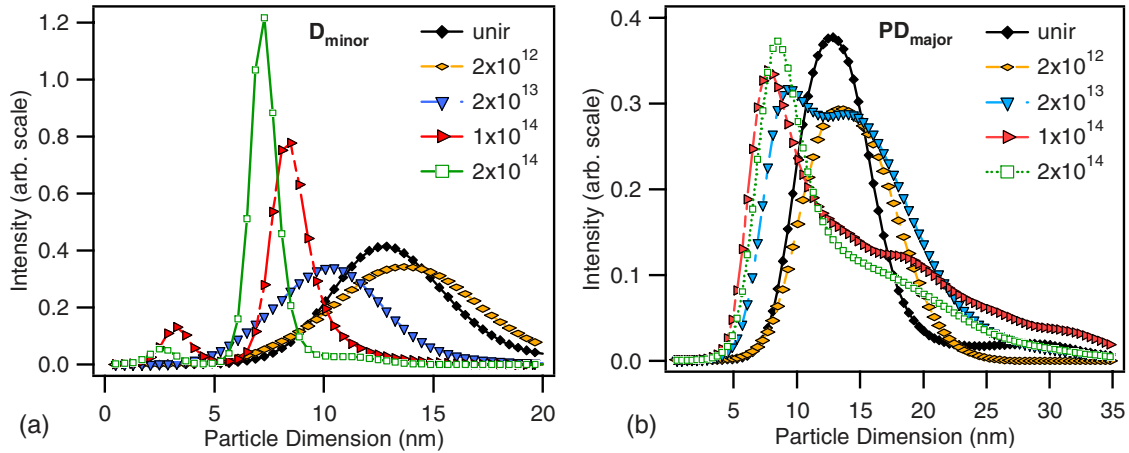 Intensity (arb. scale)
1.2
1.0
0.8
0.6
0.4
0.2
0.0
0
5
10
15
20
Particle Dimension (nm)
(a)
D minor
unir
2x10^12
2x10^13
1x10^14
2x10^14
Intensity (arb. scale)
0.4
0.3
0.2
0.1
0.0
5
10
15
20
25
30
35
Particle Dimension (nm)
(b)
PD major
unir
2x10^12
2x10^13
1x10^14
2x10^14